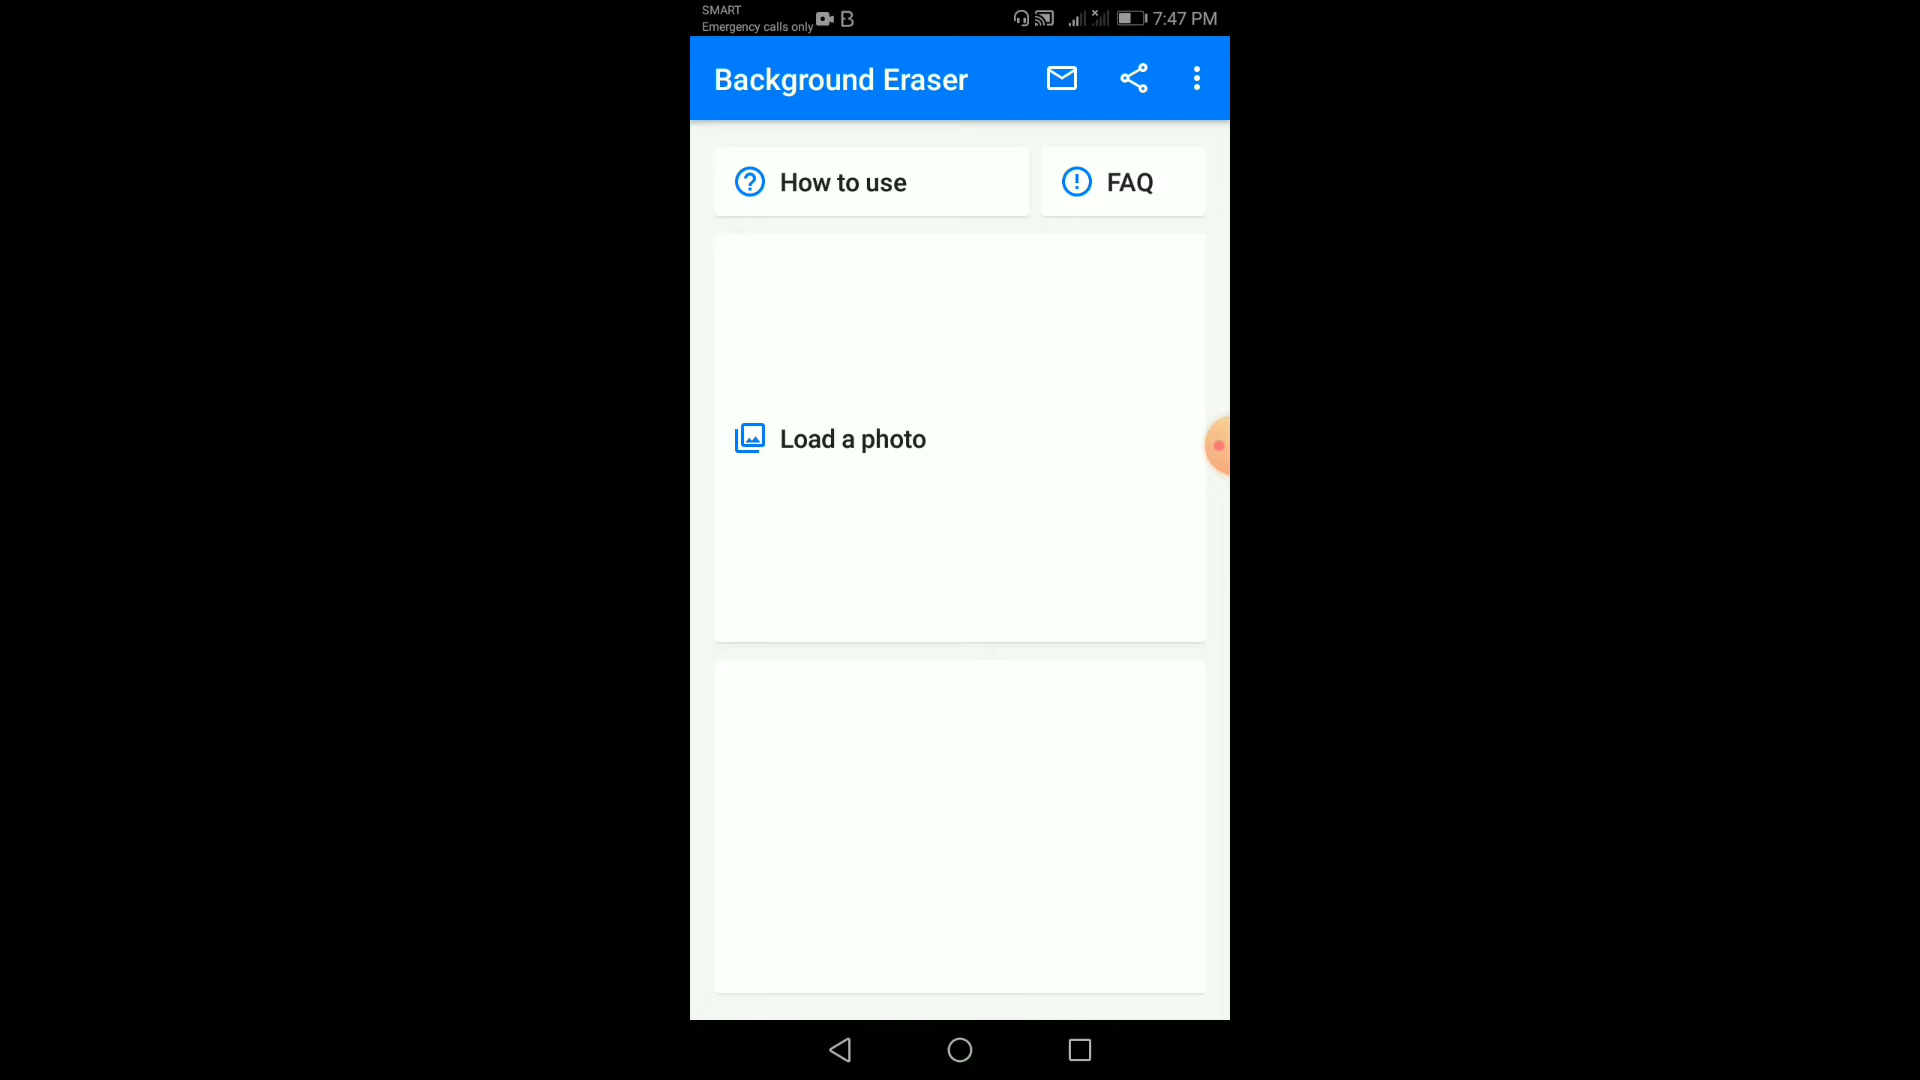 SMART
Emergency calls only
7:47 PM
Background Eraser
How to use
FAQ
Load a photo